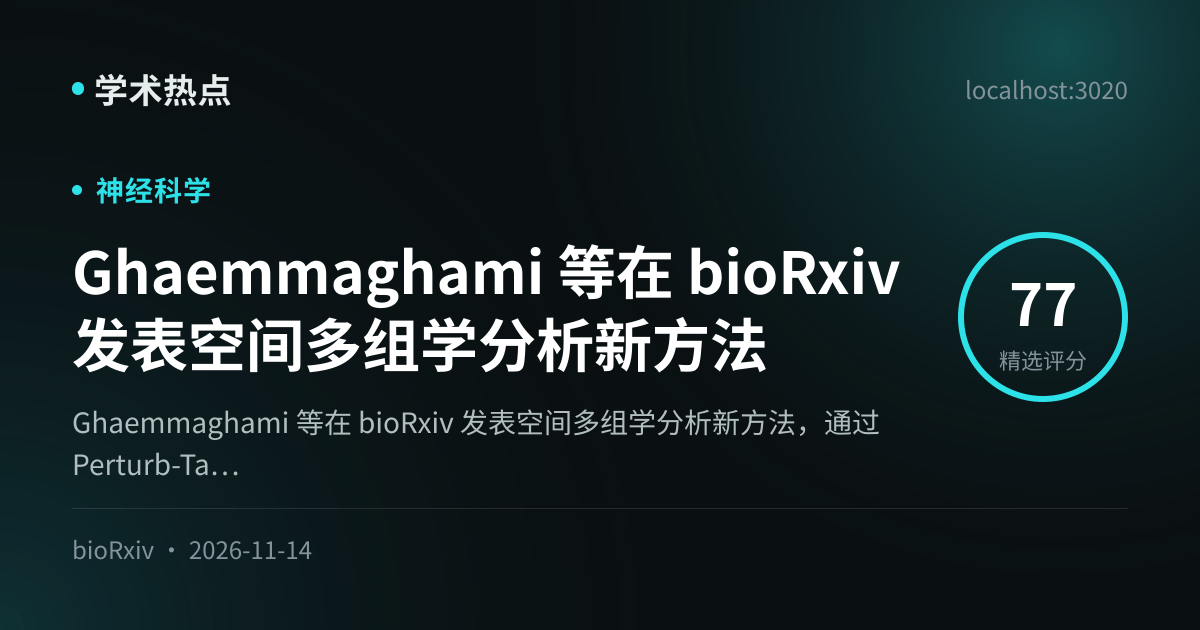 学术热点
localhost:3020
神经科学
Ghaemmaghami 等在 bioRxiv
发表空间多组学分析新方法
77
精选评分
Ghaemmaghami 等在 bioRxiv 发表空间多组学分析新方法，通过
Perturb-Ta…
bioRxiv · 2026-11-14